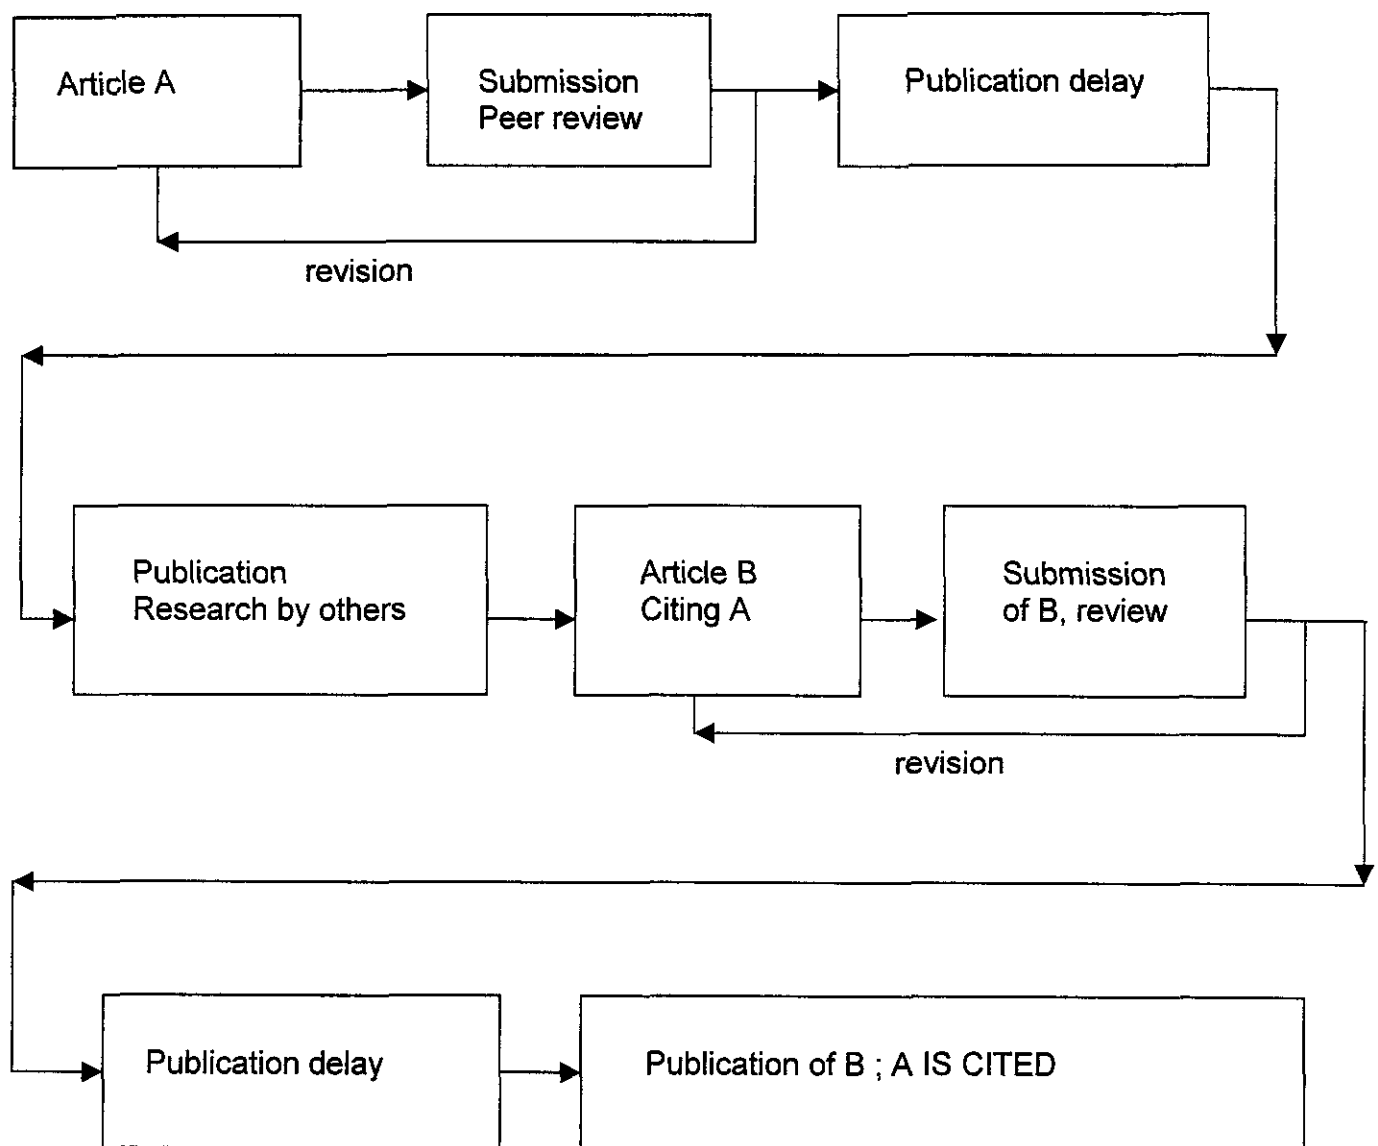 Article A
Submission
Peer review
Publication delay
revision
Publication
Research by others
Article B
Citing A
Submission
of B, review
revision
Publication delay
Publication of B ; A IS CITED